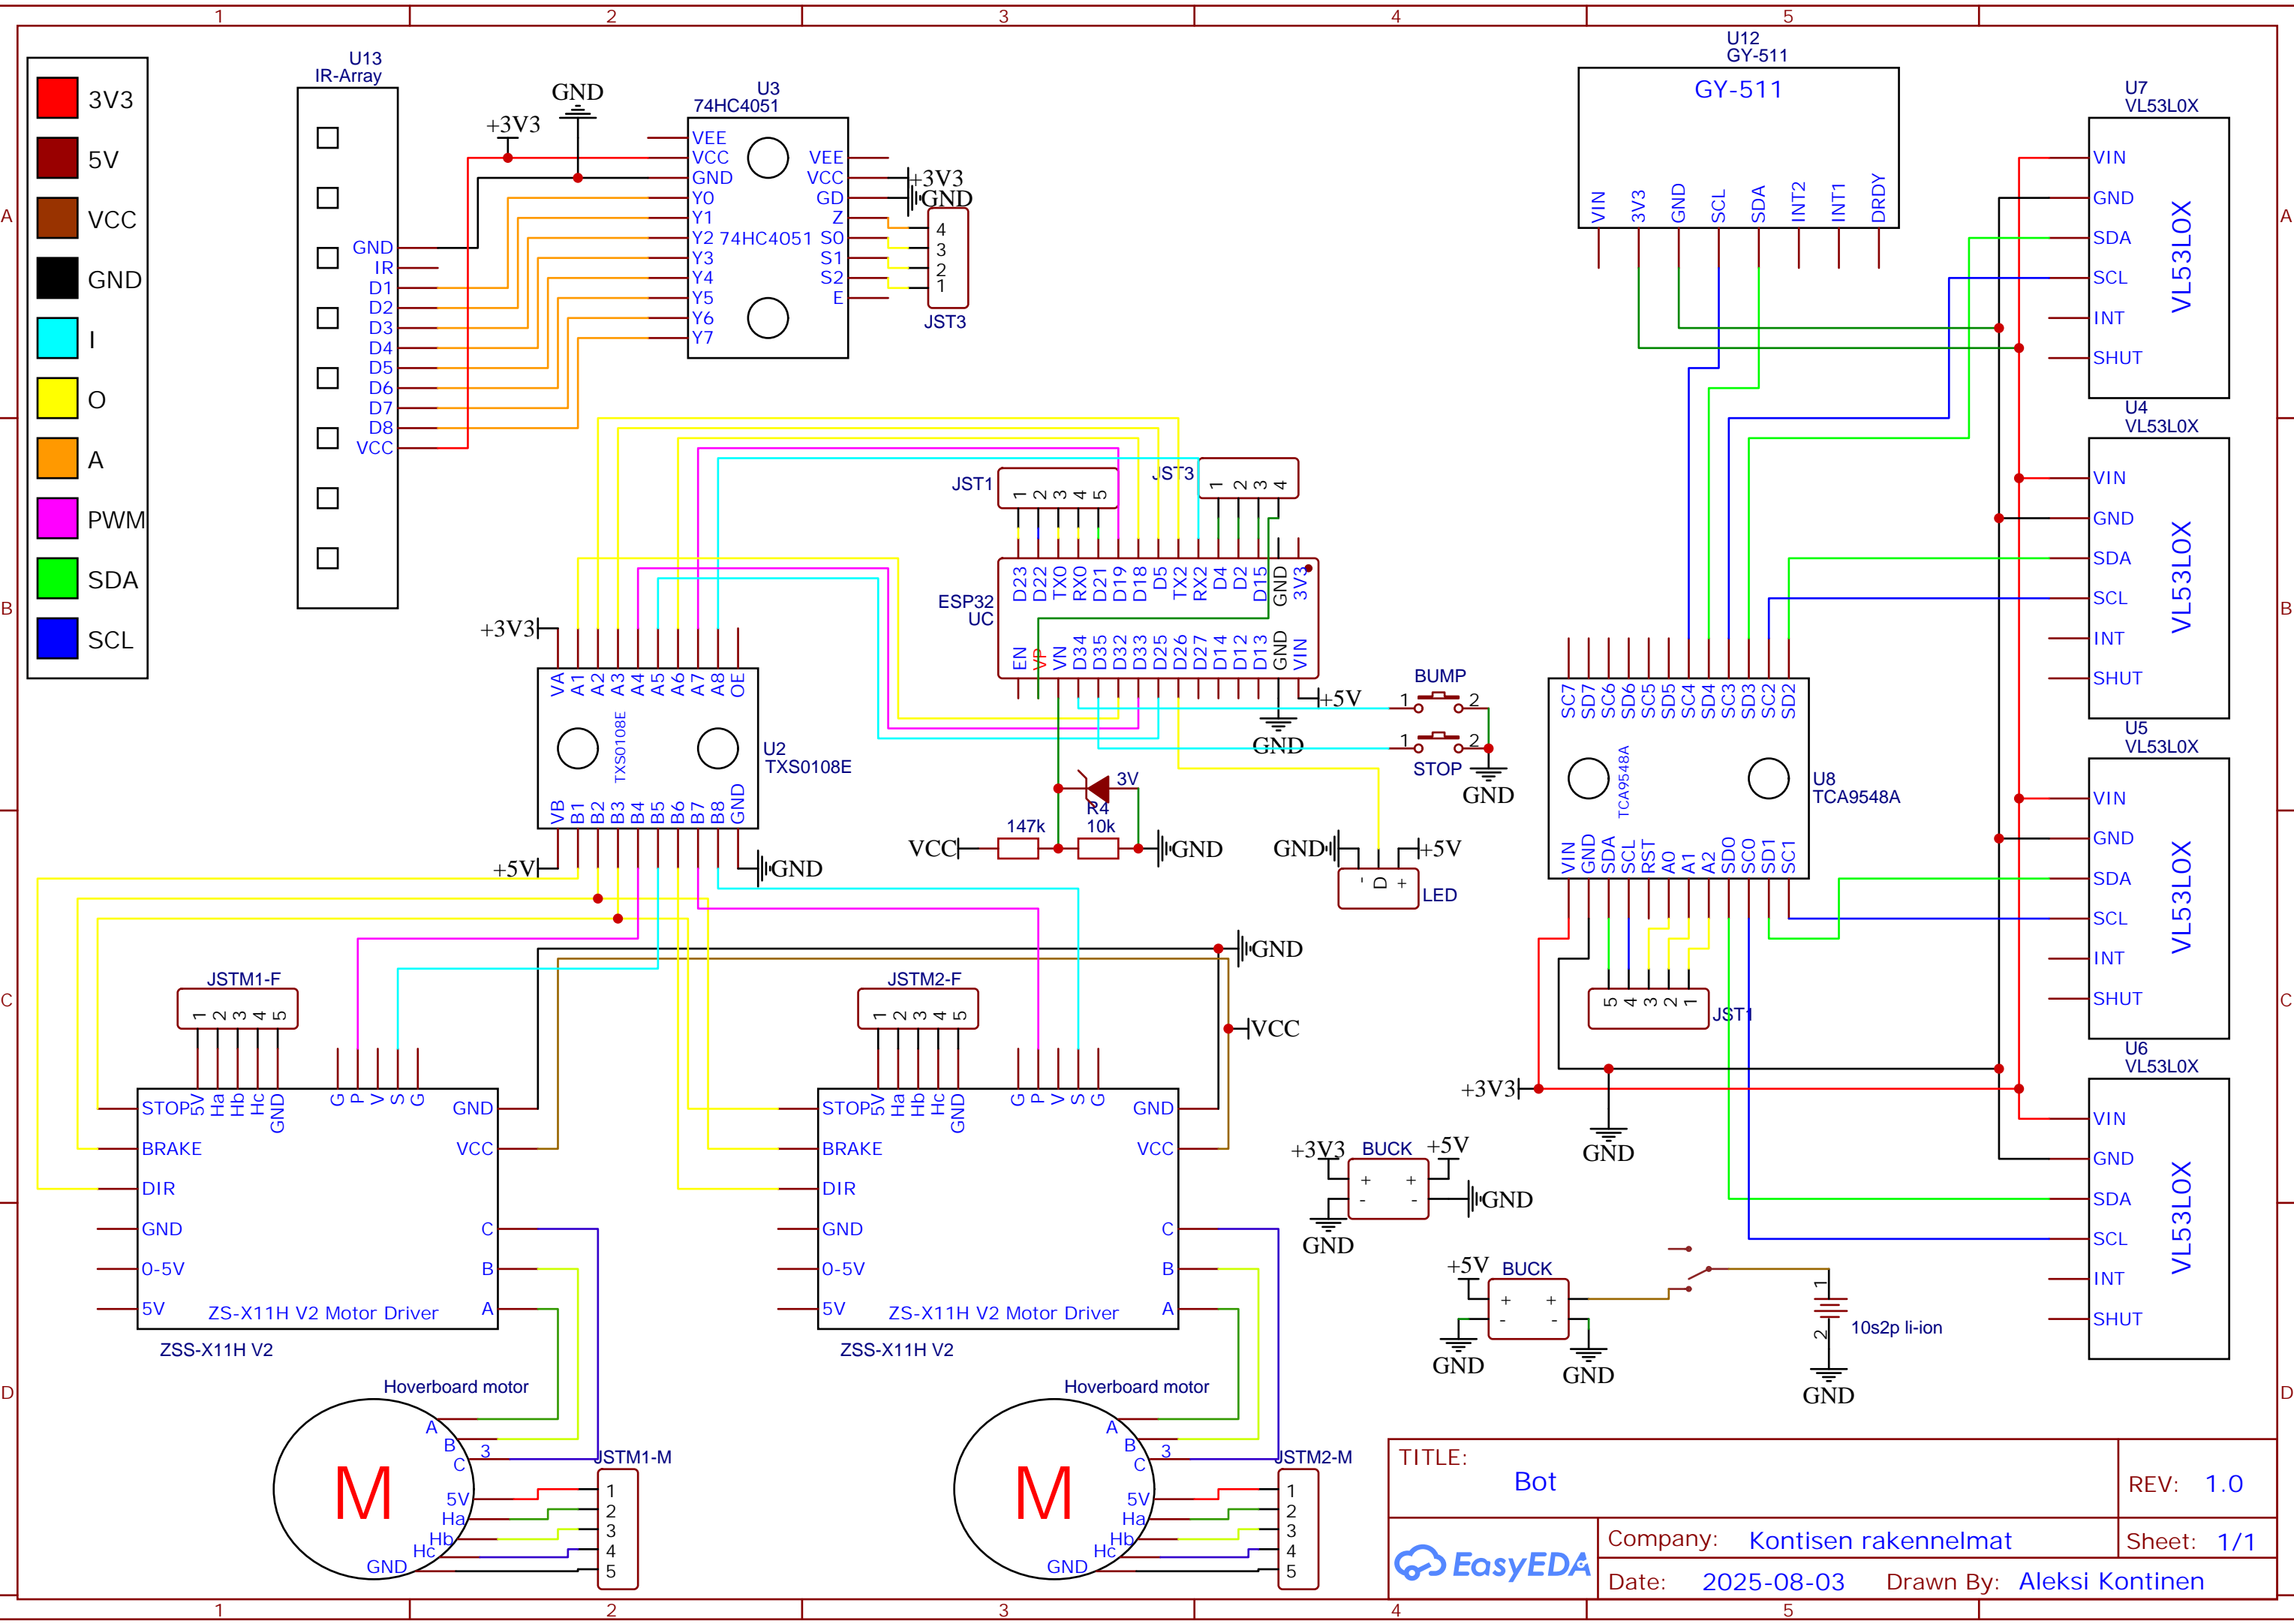 1 2 3 4 5
A
B
C
D
A
B
C
D
3V3
5V
VCC
GND
I
O
A
PWM
SDA
SCL
U13
IR-Array
GND
IR
D1
D2
D3
D4
D5
D6
D7
D8
VCC
+3V3
GND
U3
74HC4051
VEE
VCC
GND
Y0
Y1
Y2
Y3
Y4
Y5
Y6
Y7
74HC4051
VEE
VCC
GD
Z
S0
S1
S2
E
+3V3
GND
4
3
2
1
JST3
U12
GY-511
GY-511
VIN 3V3 GND SCL SDA INT2 INT1 DRDY
U7
VL53L0X
VIN
GND
SDA
SCL
INT
SHUT
VL53L0X
U4
VL53L0X
VIN
GND
SDA
SCL
INT
SHUT
VL53L0X
U5
VL53L0X
VIN
GND
SDA
SCL
INT
SHUT
VL53L0X
U6
VL53L0X
VIN
GND
SDA
SCL
INT
SHUT
VL53L0X
JST1
1 2 3 4 5
JST3
1 2 3 4
ESP32
UC
D23 D22 TX0 RX0 D21 D19 D18 D5 TX2 RX2 D4 D2 D15 GND 3V3
EN VP VN D34 D35 D32 D33 D25 D26 D27 D14 D12 D13 GND VIN
+5V
GND
BUMP
1 2
1 2
STOP
GND
+3V3
VA A1 A2 A3 A4 A5 A6 A7 A8 OE
TXS0108E
U2
TXS0108E
VB B1 B2 B3 B4 B5 B6 B7 B8 GND
+5V
GND
3V
R4
147k
10k
VCC
GND
GND
+5V
- D +
LED
SC7 SD7 SC6 SD6 SC5 SD5 SC4 SD4 SC3 SD3 SC2 SD2
TCA9548A
U8
TCA9548A
VIN GND SDA SCL RST A0 A1 A2 SD0 SC0 SD1 SC1
5 4 3 2 1
JST1
+3V3
GND
GND
VCC
JSTM1-F
1 2 3 4 5
5V Ha Hb Hc GND
G P V S G
STOP
BRAKE
DIR
GND
0-5V
5V
GND
VCC
C
B
A
ZS-X11H V2 Motor Driver
ZSS-X11H V2
JSTM2-F
1 2 3 4 5
5V Ha Hb Hc GND
G P V S G
STOP
BRAKE
DIR
GND
0-5V
5V
GND
VCC
C
B
A
ZS-X11H V2 Motor Driver
ZSS-X11H V2
+3V3
BUCK
+5V
+ +
- -
GND
GND
+5V
BUCK
+ +
- -
GND
GND
1
2
10s2p li-ion
GND
Hoverboard motor
M
A
B
C
3
5V
Ha
Hb
Hc
GND
JSTM1-M
1
2
3
4
5
Hoverboard motor
M
A
B
C
3
5V
Ha
Hb
Hc
GND
JSTM2-M
1
2
3
4
5
TITLE:
Bot
REV: 1.0
EasyEDA
Company: Kontisen rakennelmat
Sheet: 1/1
Date: 2025-08-03 Drawn By: Aleksi Kontinen
1 2 3 4 5